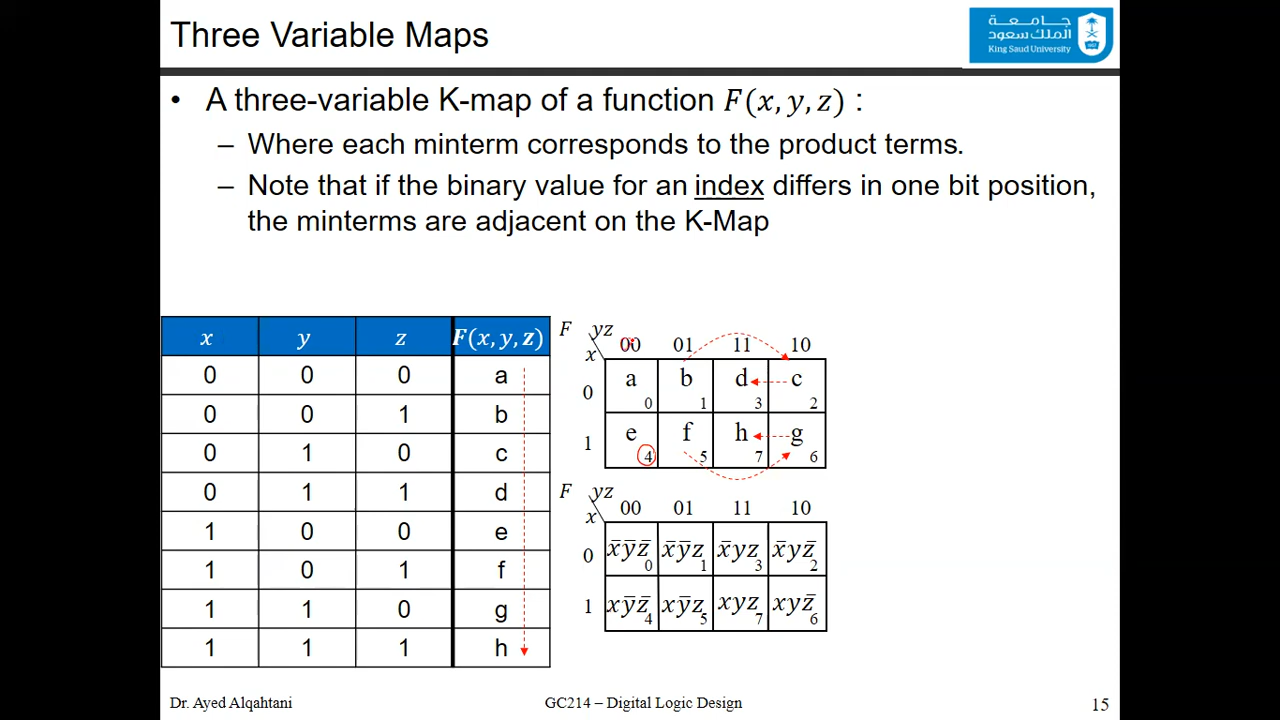 Three Variable Maps
جامعة
الملك سعود
King Saud University
• A three-variable K-map of a function F(x, y, z) :
– Where each minterm corresponds to the product terms.
– Note that if the binary value for an index differs in one bit position,
the minterms are adjacent on the K-Map
x y z F(x, y, z)
0 0 0 a
0 0 1 b
0 1 0 c
0 1 1 d
1 0 0 e
1 0 1 f
1 1 0 g
1 1 1 h
F yz
x 00 01 11 10
0 a 0 b 1 d 3 c 2
1 e 4 f 5 h 7 g 6
F yz
x 00 01 11 10
0 x̄ȳz̄ 0 x̄ȳz 1 x̄yz 3 x̄yz̄ 2
1 xȳz̄ 4 xȳz 5 xyz 7 xyz̄ 6
Dr. Ayed Alqahtani GC214 – Digital Logic Design 15